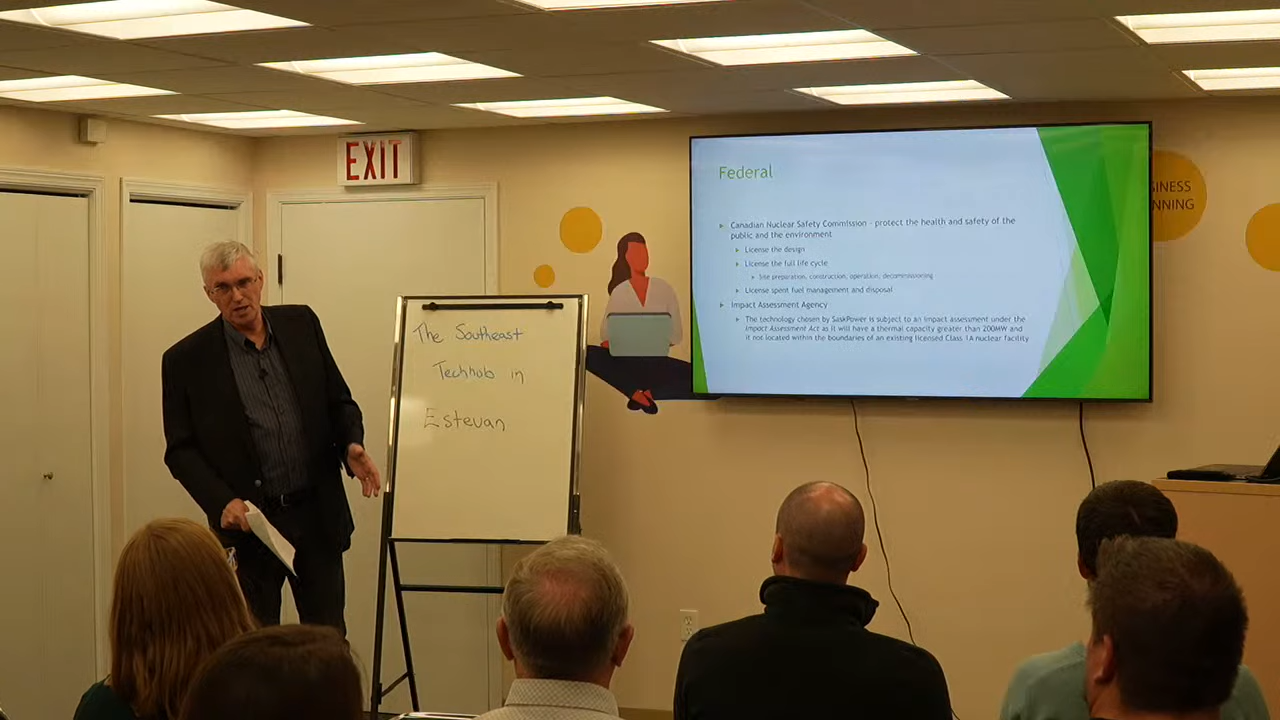 EXIT
The Southeast
Techhub in
Estevan
Federal
Canadian Nuclear Safety Commission - protect the health and safety of the
public and the environment
License the design
License the full life cycle
Site preparation, construction, operation, decommissioning
License spent fuel management and disposal
Impact Assessment Agency
The technology chosen by SaskPower is subject to an impact assessment under the
Impact Assessment Act as it will have a thermal capacity greater than 200MW and
it not located within the boundaries of an existing licensed Class 1A nuclear facility
INESS
NNING